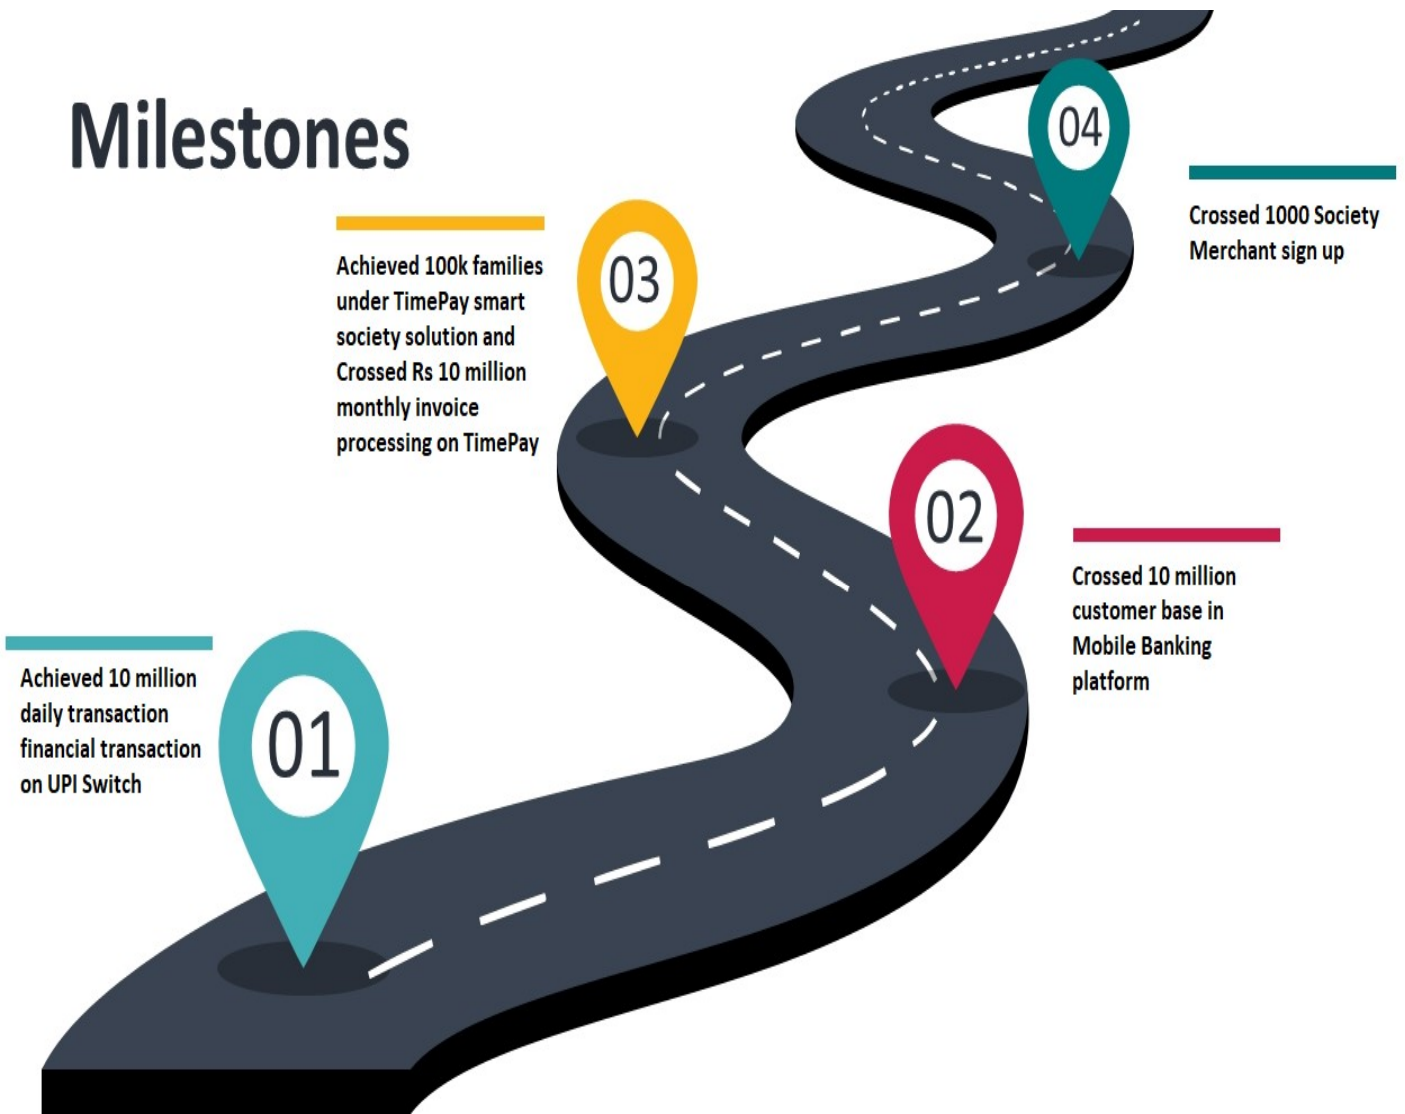 Milestones
04
Crossed 1000 Society
Merchant sign up
03
Achieved 100k families
under TimePay smart
society solution and
Crossed Rs 10 million
monthly invoice
processing on TimePay
02
Crossed 10 million
customer base in
Mobile Banking
platform
01
Achieved 10 million
daily transaction
financial transaction
on UPI Switch